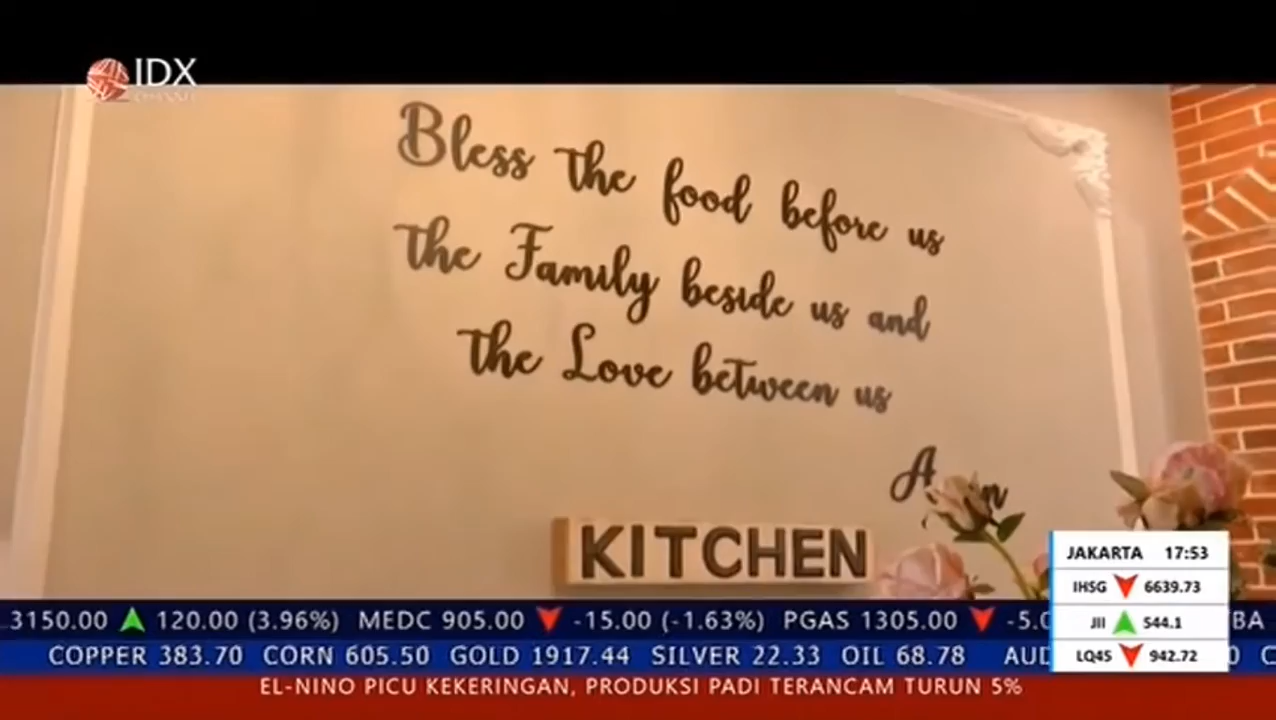 IDX
CHANNEL
Bless the food before us
the Family beside us and
the Love between us
KITCHEN
JAKARTA 17:53
IHSG 6639.73
JII 544.1
LQ45 942.72
3150.00 120.00 (3.96%) MEDC 905.00 -15.00 (-1.63%) PGAS 1305.00
COPPER 383.70 CORN 605.50 GOLD 1917.44 SILVER 22.33 OIL 68.78
EL-NINO PICU KEKERINGAN, PRODUKSI PADI TERANCAM TURUN 5%